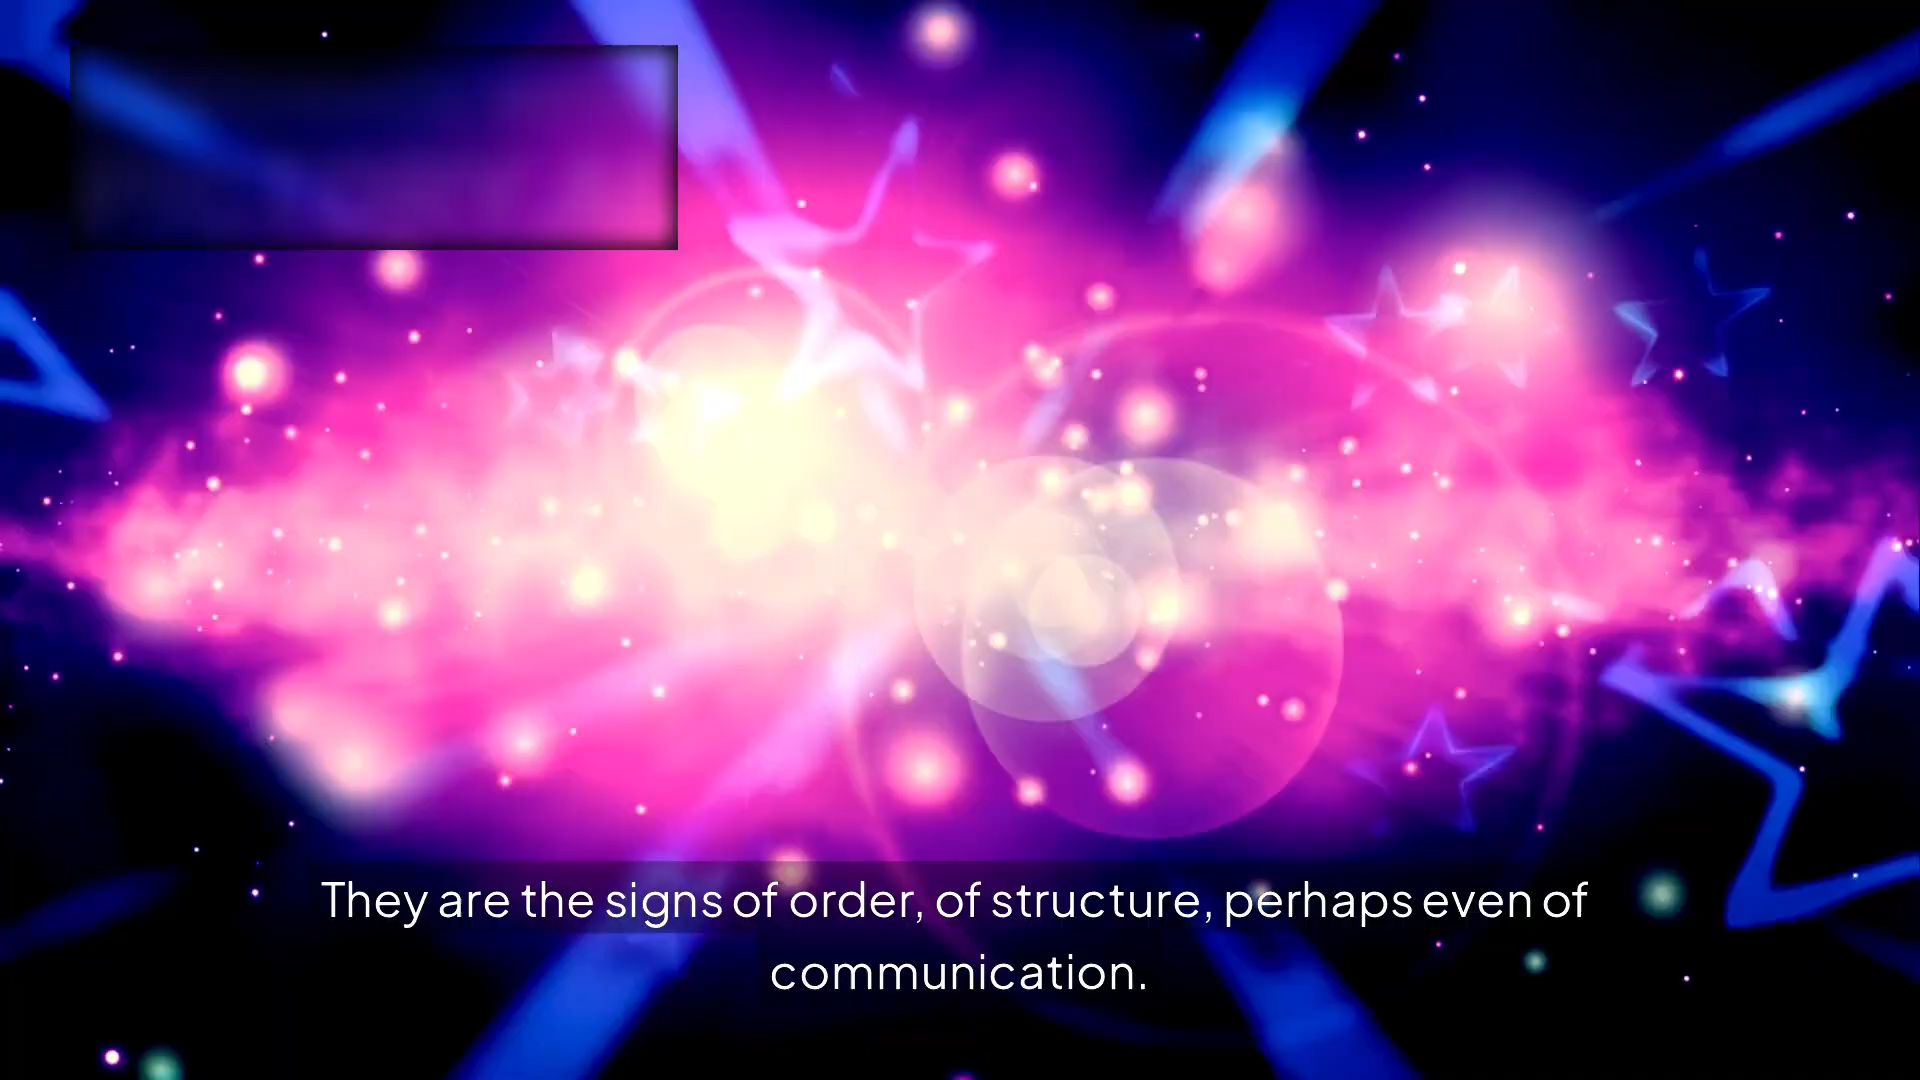 They are the signs of order, of structure, perhaps even of
communication.